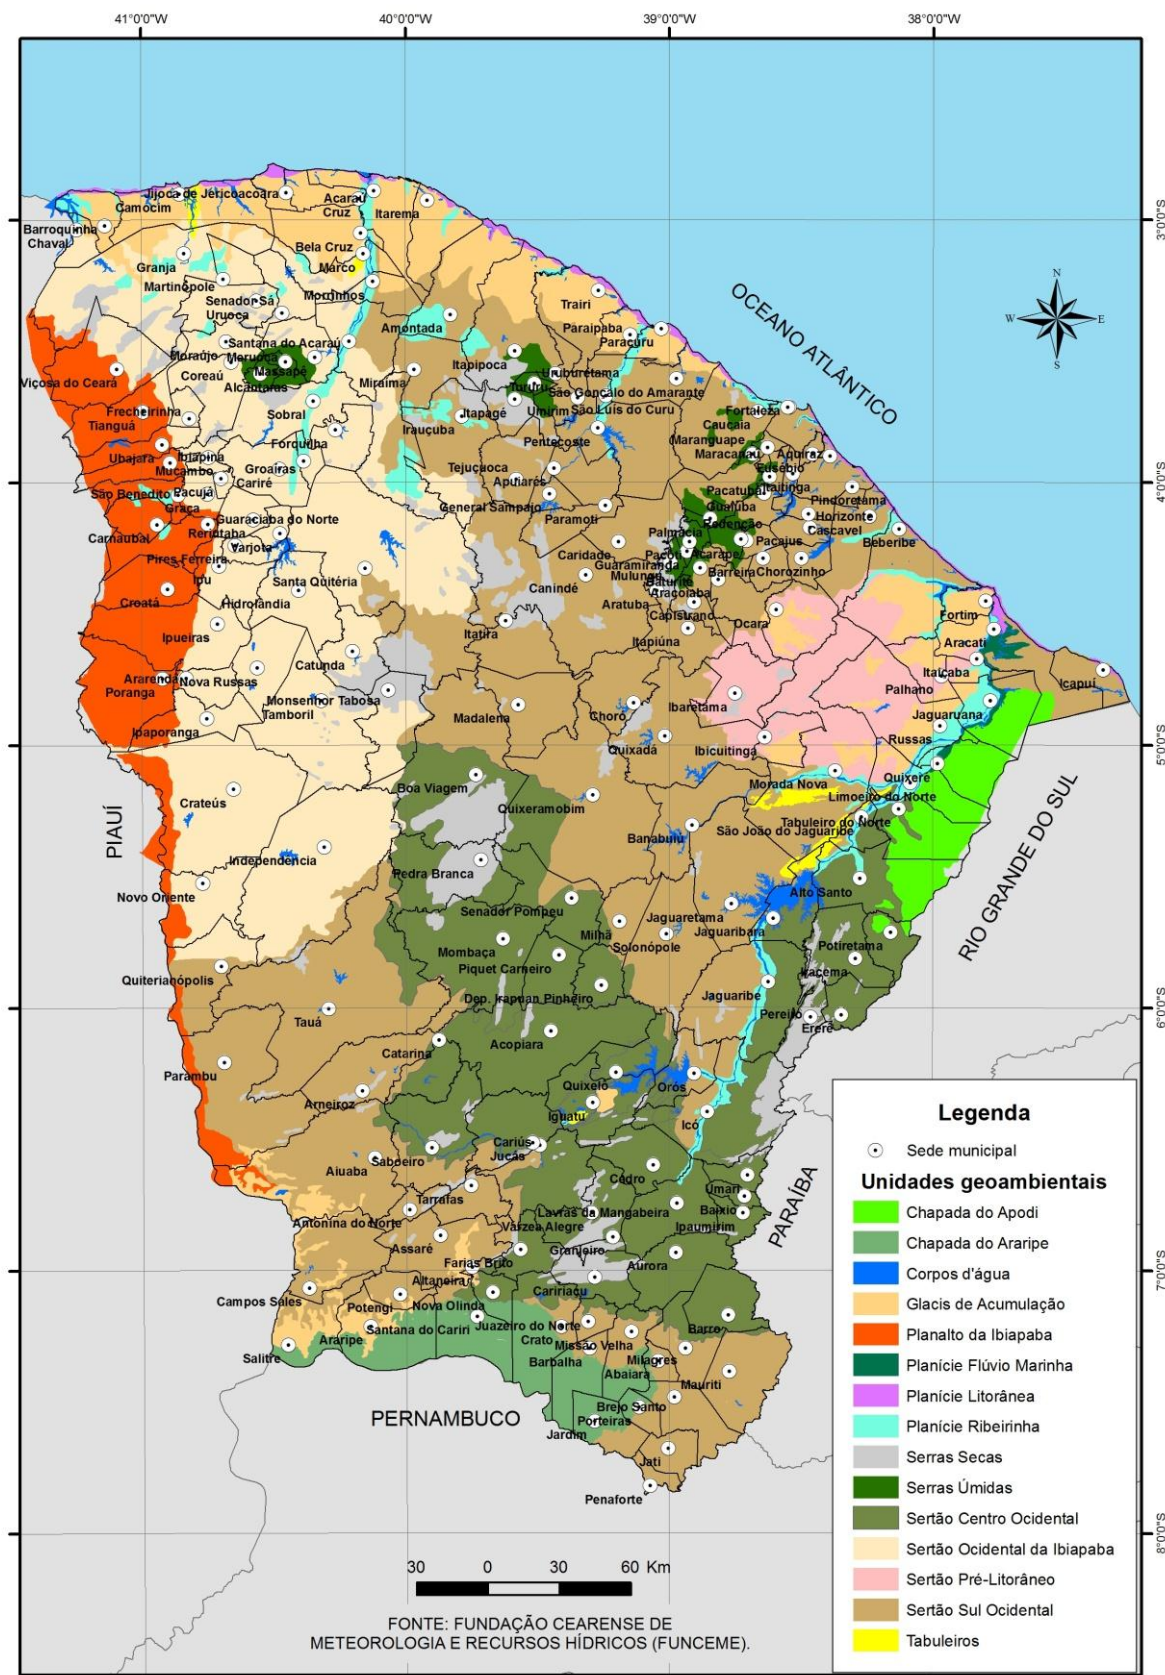 41°0'0"W
40°0'0"W
39°0'0"W
38°0'0"W
3°0'0"S
4°0'0"S
5°0'0"S
6°0'0"S
7°0'0"S
8°0'0"S
N
W
E
S
OCEANO ATLÂNTICO
PIAUÍ
RIO GRANDE DO SUL
PARAÍBA
PERNAMBUCO
Jijoca de Jericoacoara
Camocim
Acaraú
Cruz
Itarema
Barroquinha
Chaval
Bela Cruz
Granja
Marco
Martinópole
Morrinhos
Senador Sá
Uruoca
Trairi
Amontada
Paraipaba
Paracuru
Santana do Acaraú
Moraújo
Meruoca
Massapê
Coreaú
Alcântaras
Viçosa do Ceará
Miraíma
Itapipoca
Uruburetama
Tururu
São Gonçalo do Amarante
Frecheirinha
Tianguá
Sobral
Itapagé
Umirim
São Luís do Curu
Fortaleza
Irauçuba
Caucaia
Forquilha
Pentecoste
Maranguape
Ubajara
Ibiapina
Mucambo
Maracanaú
Aquiraz
Groaíras
Tejuçuoca
Eusébio
Cariré
Apuiarés
Itaitinga
São Benedito
Pacujá
Pacatuba
Pindoretama
Graça
General Sampaio
Guaiúba
Horizonte
Guaraciaba do Norte
Paramoti
Redenção
Cascavel
Carnaubal
Reriutaba
Palmácia
Pacajus
Beberibe
Varjota
Caridade
Pacoti
Acarape
Pires Ferreira
Guaramiranga
Chorozinho
Ipu
Santa Quitéria
Mulungu
Barreira
Baturité
Croatá
Hidrolândia
Canindé
Aratuba
Aracoiaba
Capistrano
Fortim
Ipueiras
Itatira
Ocara
Itapiúna
Aracati
Catunda
Itaiçaba
Ararendá
Poranga
Nova Russas
Monsenhor Tabosa
Tamboril
Palhano
Icapuí
Ibaretama
Madalena
Choró
Jaguaruana
Ipaporanga
Quixadá
Ibicuitinga
Russas
Quixeré
Boa Viagem
Morada Nova
Crateús
Quixeramobim
Limoeiro do Norte
Tabuleiro do Norte
São João do Jaguaribe
Banabuiú
Independência
Pedra Branca
Novo Oriente
Alto Santo
Senador Pompeu
Jaguaretama
Milhã
Jaguaribara
Solonópole
Mombaça
Potiretama
Piquet Carneiro
Quiterianópolis
Iracema
Dep. Irapuan Pinheiro
Jaguaribe
Tauá
Pereiro
Ererê
Acopiara
Catarina
Parambu
Quixelô
Orós
Arneiroz
Iguatu
Icó
Cariús
Jucás
Saboeiro
Aiuaba
Cedro
Umari
Tarrafas
Lavras da Mangabeira
Baixio
Antonina do Norte
Várzea Alegre
Ipaumirim
Assaré
Granjeiro
Farias Brito
Aurora
Altaneira
Caririaçu
Campos Sales
Nova Olinda
Potengi
Santana do Cariri
Juazeiro do Norte
Barro
Araripe
Crato
Missão Velha
Salitre
Barbalha
Milagres
Abaiara
Mauriti
Brejo Santo
Porteiras
Jardim
Jati
Penaforte
Legenda
Sede municipal
Unidades geoambientais
Chapada do Apodi
Chapada do Araripe
Corpos d'água
Glacis de Acumulação
Planalto da Ibiapaba
Planície Flúvio Marinha
Planície Litorânea
Planície Ribeirinha
Serras Secas
Serras Úmidas
Sertão Centro Ocidental
Sertão Ocidental da Ibiapaba
Sertão Pré-Litorâneo
Sertão Sul Ocidental
Tabuleiros
30 0 30 60 Km
FONTE: FUNDAÇÃO CEARENSE DE
METEOROLOGIA E RECURSOS HÍDRICOS (FUNCEME).